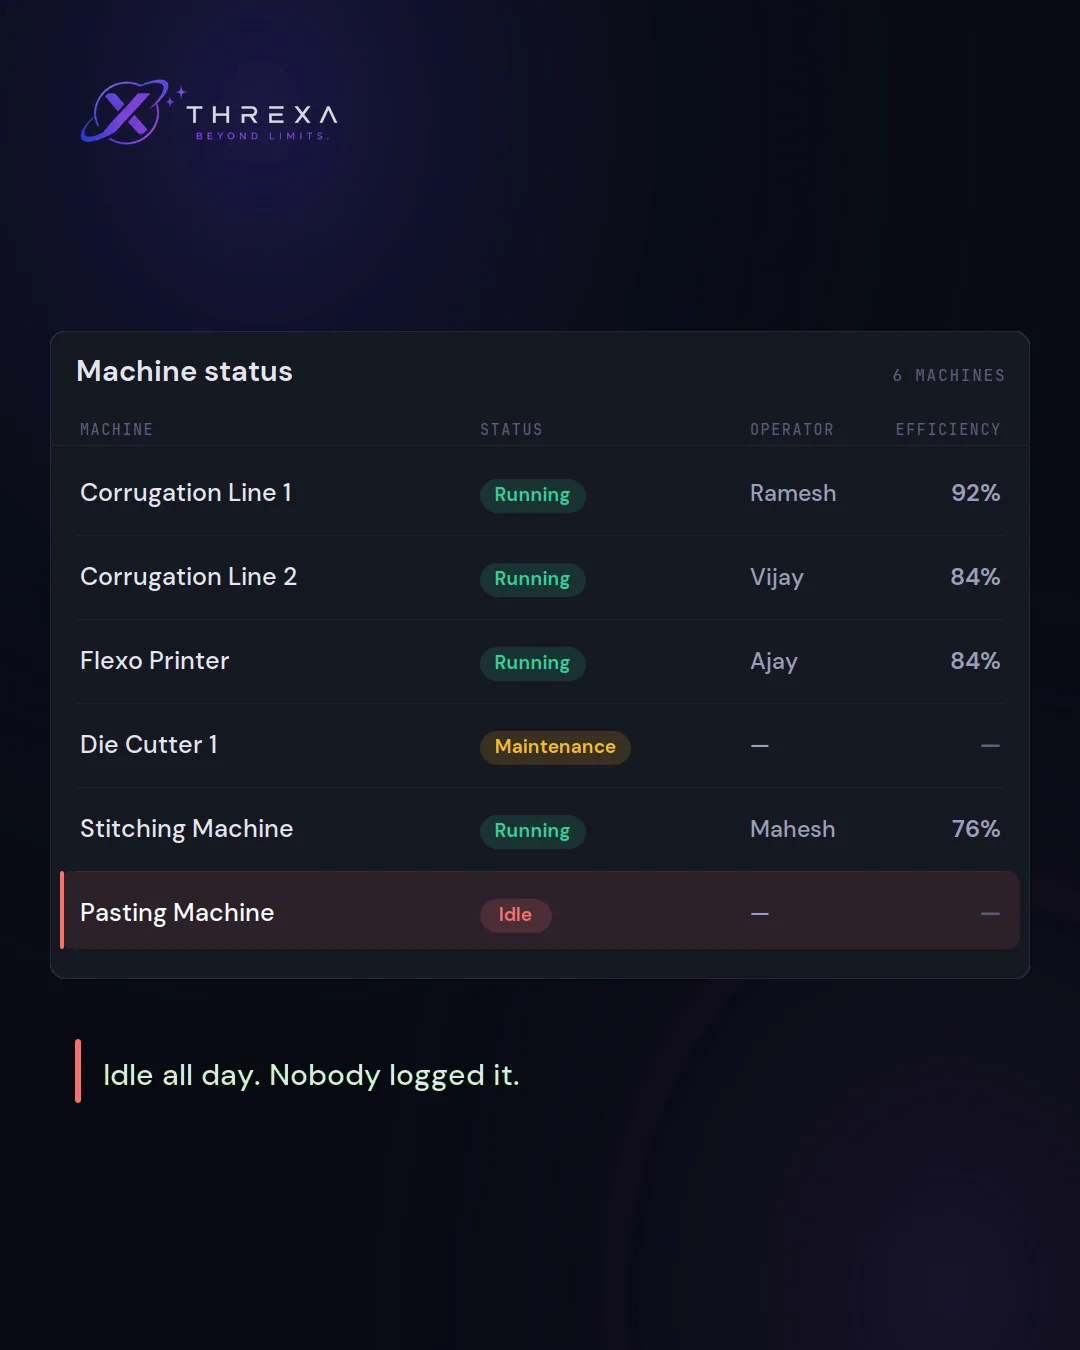 THREXA
BEYOND LIMITS.
Machine status
6 MACHINES
MACHINE STATUS OPERATOR EFFICIENCY
Corrugation Line 1 Running Ramesh 92%
Corrugation Line 2 Running Vijay 84%
Flexo Printer Running Ajay 84%
Die Cutter 1 Maintenance — —
Stitching Machine Running Mahesh 76%
Pasting Machine Idle — —
Idle all day. Nobody logged it.